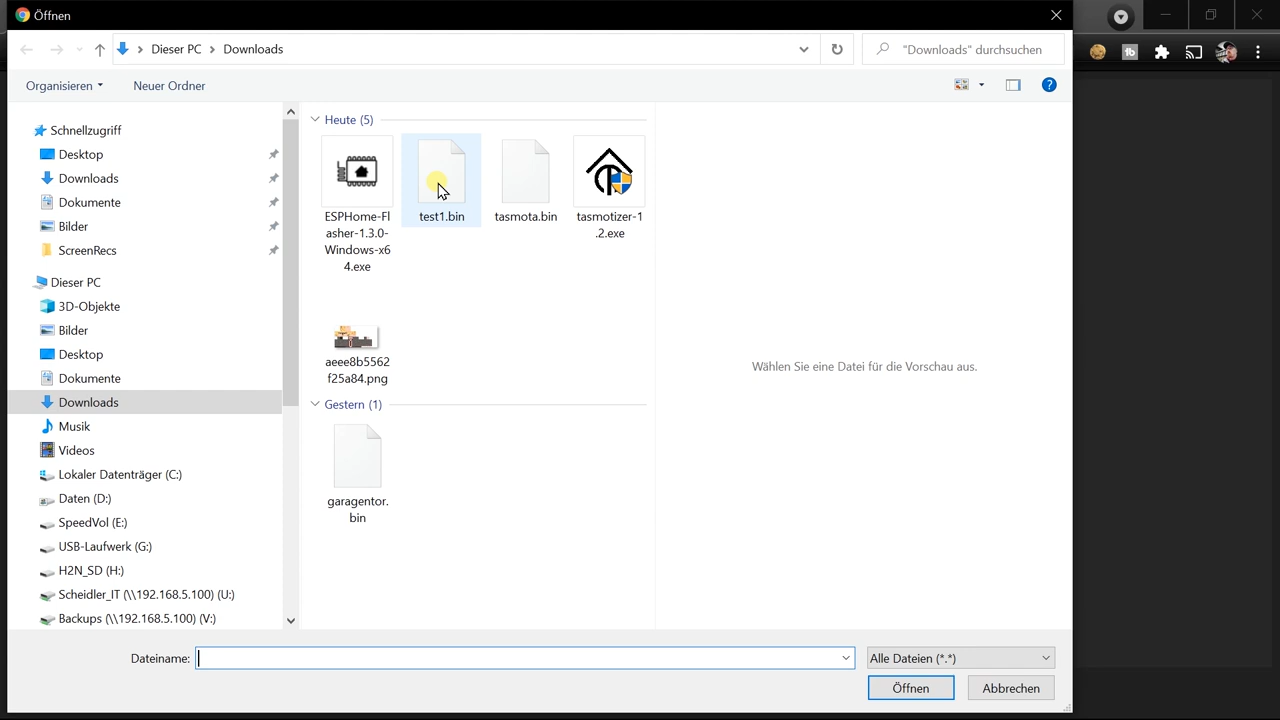 Öffnen
Dieser PC
Downloads
"Downloads" durchsuchen
Organisieren
Neuer Ordner
Schnellzugriff
Desktop
Downloads
Dokumente
Bilder
ScreenRecs
Dieser PC
3D-Objekte
Bilder
Desktop
Dokumente
Downloads
Musik
Videos
Lokaler Datenträger (C:)
Daten (D:)
SpeedVol (E:)
USB-Laufwerk (G:)
H2N_SD (H:)
Scheidler_IT (\\192.168.5.100) (U:)
Backups (\\192.168.5.100) (V:)
Heute (5)
ESPHome-Fl
asher-1.3.0-
Windows-x6
4.exe
test1.bin
tasmota.bin
tasmotizer-1
.2.exe
aeee8b5562
f25a84.png
Gestern (1)
garagentor.
bin
Wählen Sie eine Datei für die Vorschau aus.
Dateiname:
Alle Dateien (*.*)
Öffnen
Abbrechen
tb
?